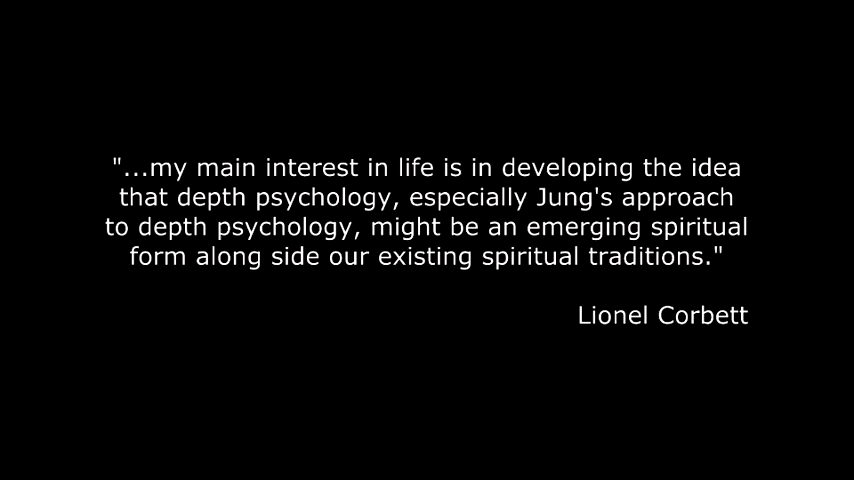 "...my main interest in life is in developing the idea
that depth psychology, especially Jung's approach
to depth psychology, might be an emerging spiritual
form along side our existing spiritual traditions."
Lionel Corbett